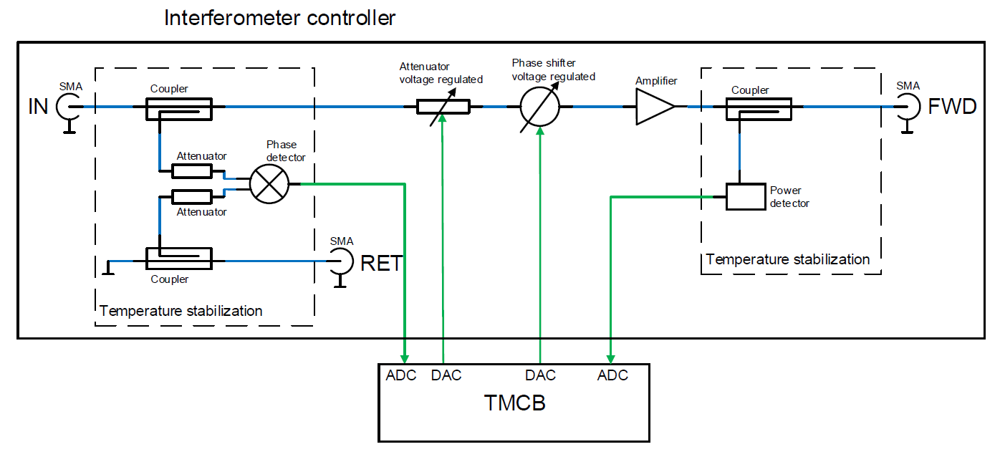 Interferometer controller
IN
SMA
Coupler
Attenuator
voltage regulated
Phase shifter
voltage regulated
Amplifier
Coupler
SMA
FWD
Attenuator
Phase
detector
Attenuator
Power
detector
SMA
RET
Coupler
Temperature stabilization
Temperature stabilization
ADC DAC DAC ADC
TMCB